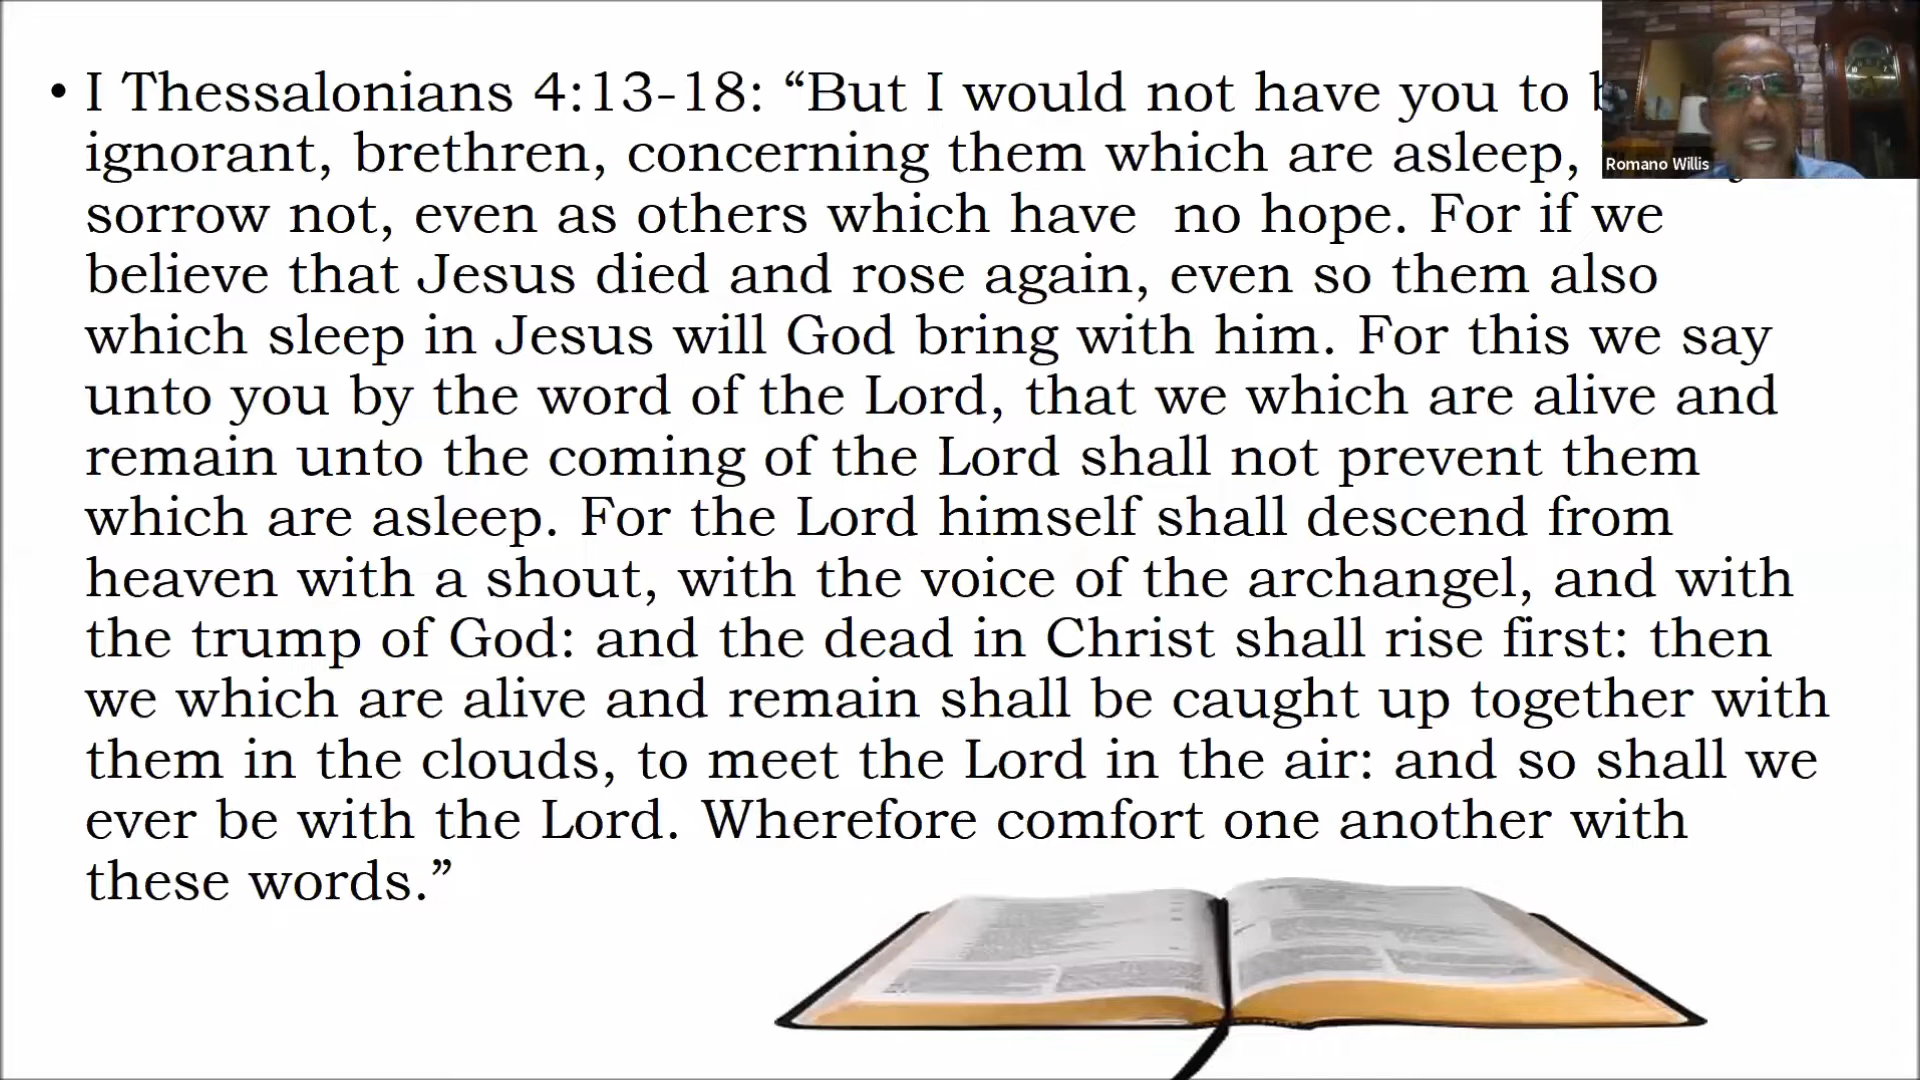 • I Thessalonians 4:13-18: “But I would not have you to
ignorant, brethren, concerning them which are asleep,
sorrow not, even as others which have  no hope. For if we
believe that Jesus died and rose again, even so them also
which sleep in Jesus will God bring with him. For this we say
unto you by the word of the Lord, that we which are alive and
remain unto the coming of the Lord shall not prevent them
which are asleep. For the Lord himself shall descend from
heaven with a shout, with the voice of the archangel, and with
the trump of God: and the dead in Christ shall rise first: then
we which are alive and remain shall be caught up together with
them in the clouds, to meet the Lord in the air: and so shall we
ever be with the Lord. Wherefore comfort one another with
these words.”
Romano Willis